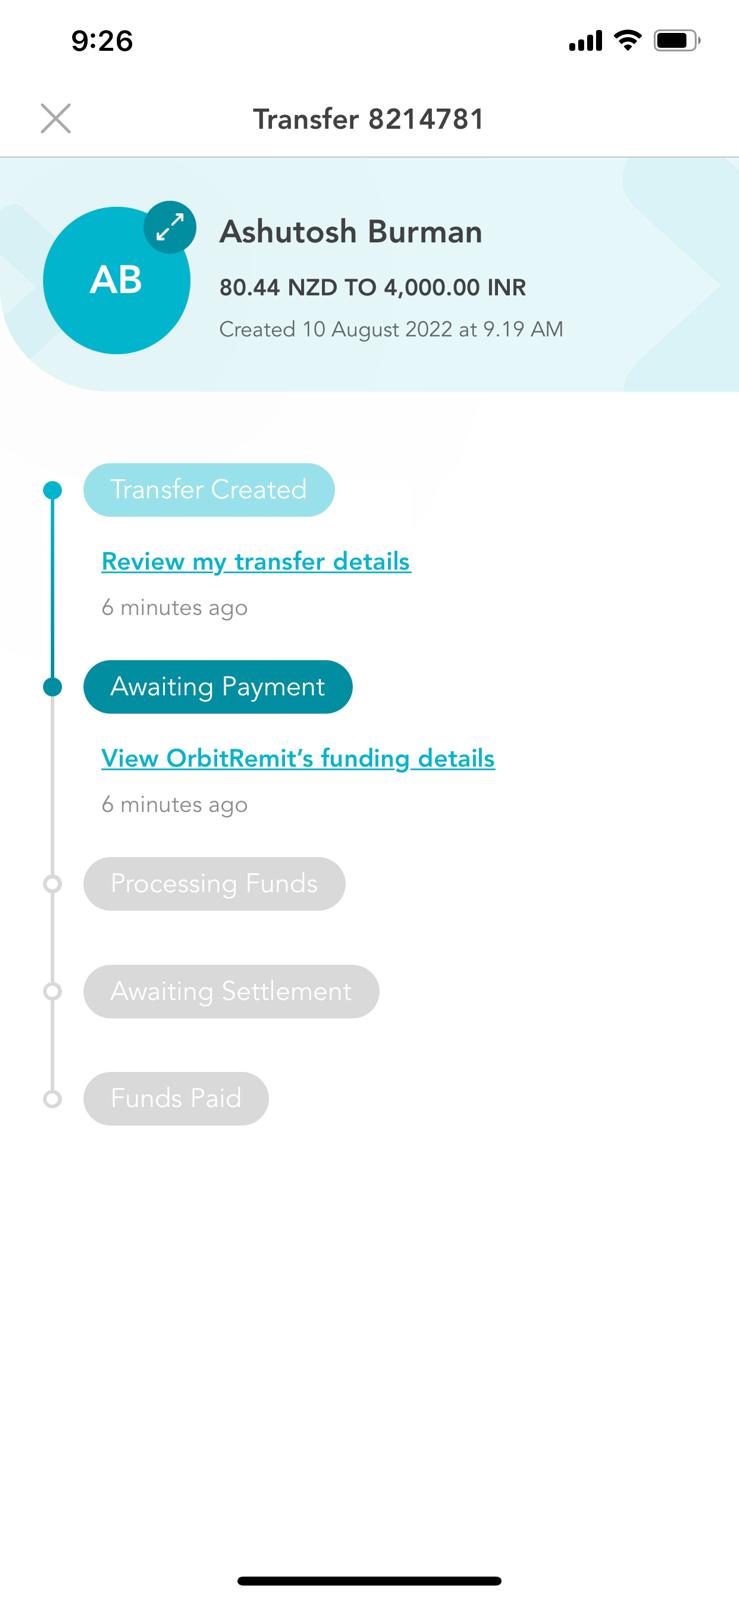 9:26
Transfer 8214781
AB
Ashutosh Burman
80.44 NZD TO 4,000.00 INR
Created 10 August 2022 at 9.19 AM
Transfer Created
Review my transfer details
6 minutes ago
Awaiting Payment
View OrbitRemit’s funding details
6 minutes ago
Processing Funds
Awaiting Settlement
Funds Paid